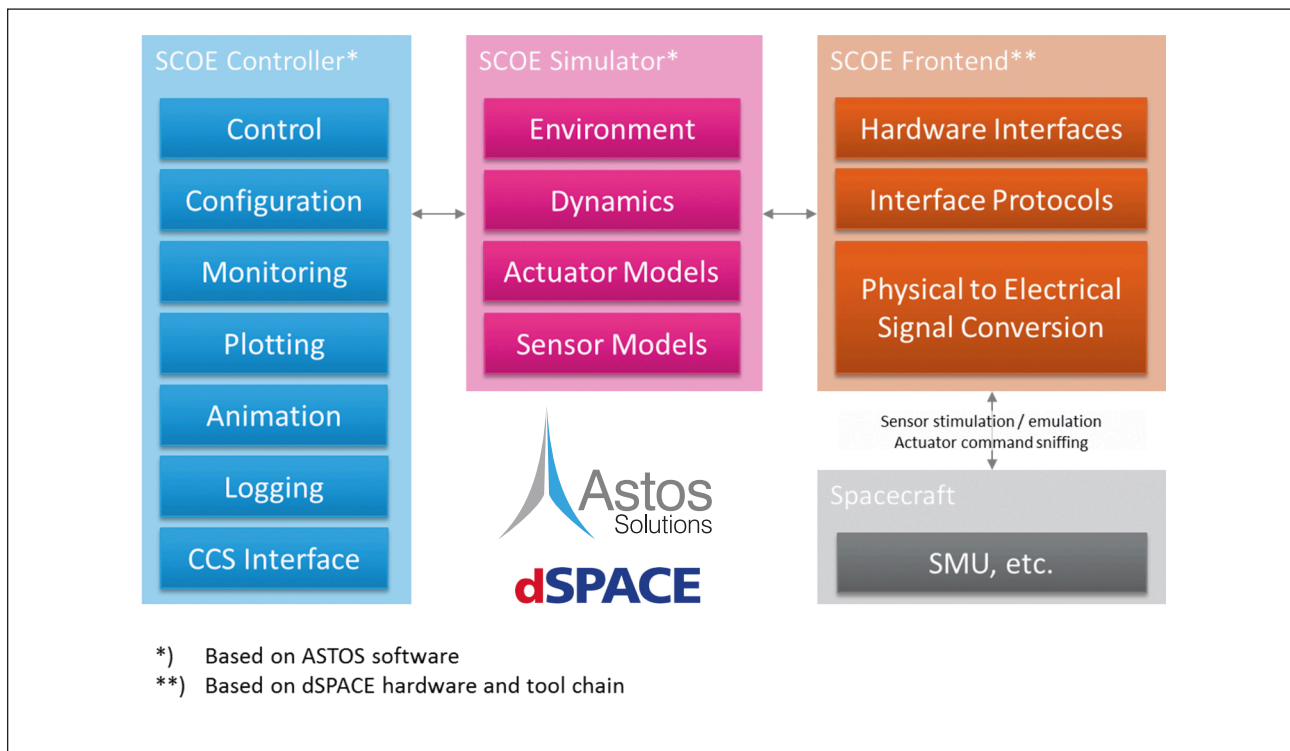 SCOE Controller*
Control
Configuration
Monitoring
Plotting
Animation
Logging
CCS Interface
SCOE Simulator*
Environment
Dynamics
Actuator Models
Sensor Models
SCOE Frontend**
Hardware Interfaces
Interface Protocols
Physical to Electrical
Signal Conversion
Sensor stimulation / emulation
Actuator command sniffing
Spacecraft
SMU, etc.
Astos
Solutions
dSPACE
*) Based on ASTOS software
**) Based on dSPACE hardware and tool chain